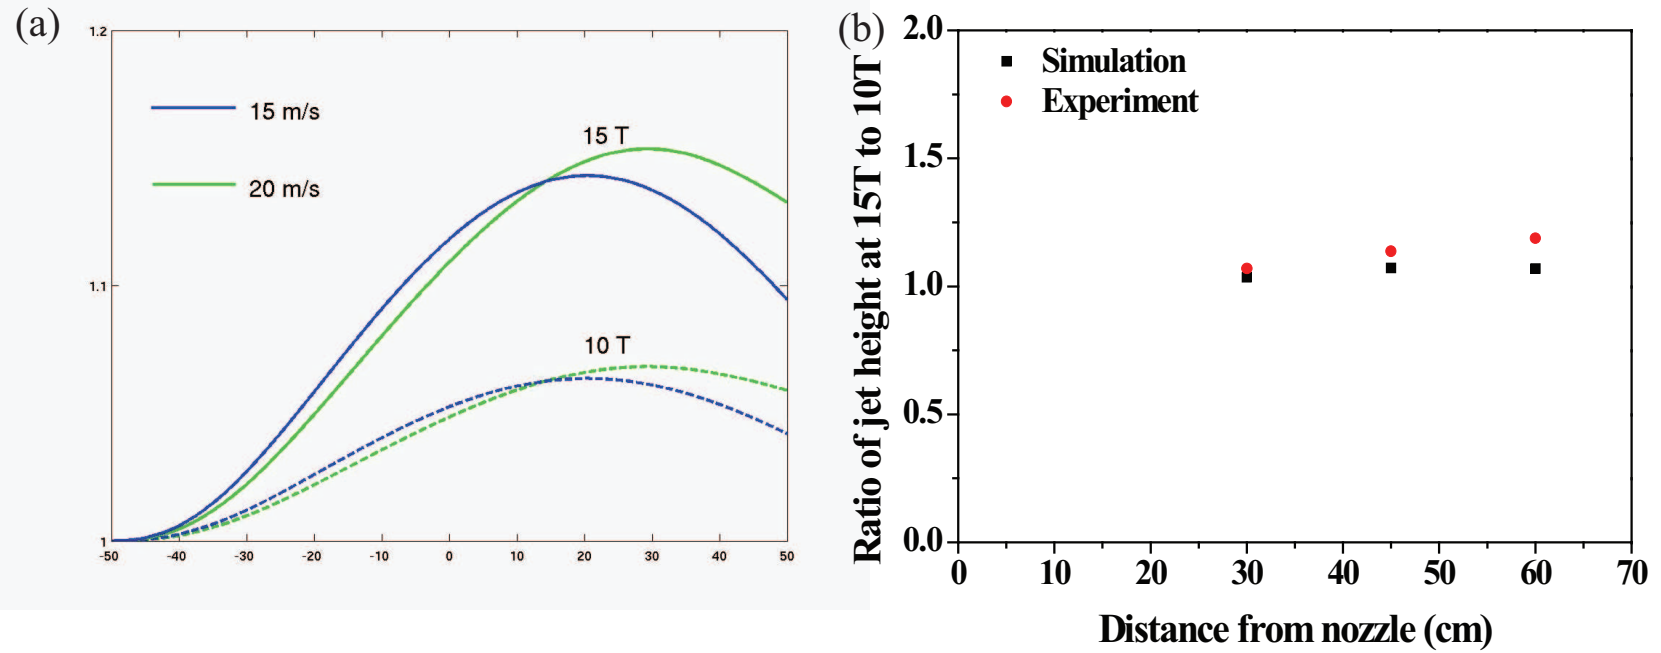 (a)
1.2
1.1
1
15 m/s
20 m/s
15 T
10 T
-50 -40 -30 -20 -10 0 10 20 30 40 50
(b)
Ratio of jet height at 15T to 10T
2.0
1.5
1.0
0.5
0.0
Simulation
Experiment
0 10 20 30 40 50 60 70
Distance from nozzle (cm)